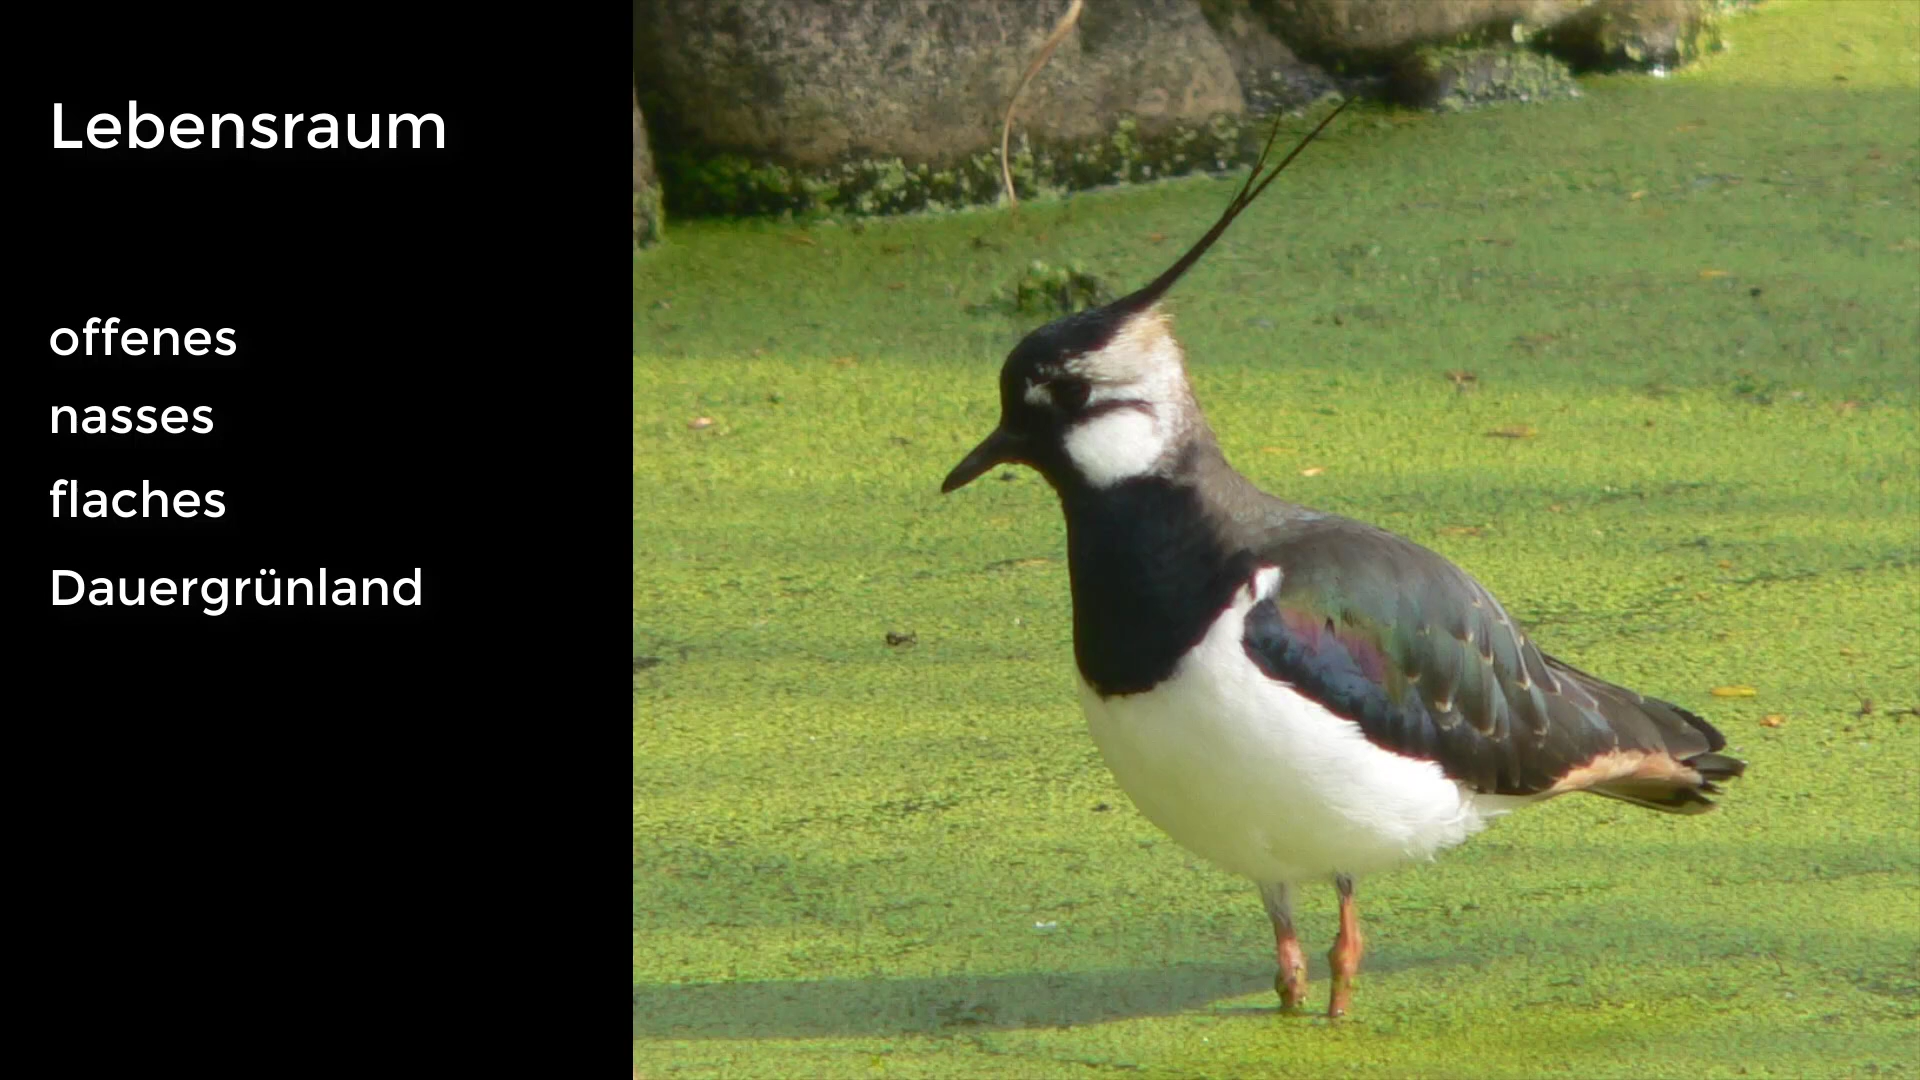 Lebensraum
offenes
nasses
flaches
Dauergrünland